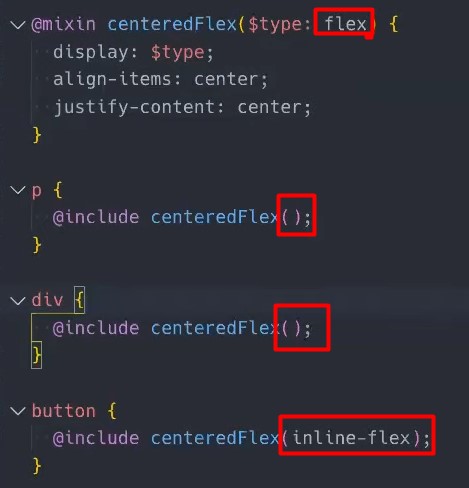 @mixin centeredFlex($type: flex) {
display: $type;
align-items: center;
justify-content: center;
}
p {
@include centeredFlex();
}
div {
@include centeredFlex();
}
button {
@include centeredFlex(inline-flex);
}